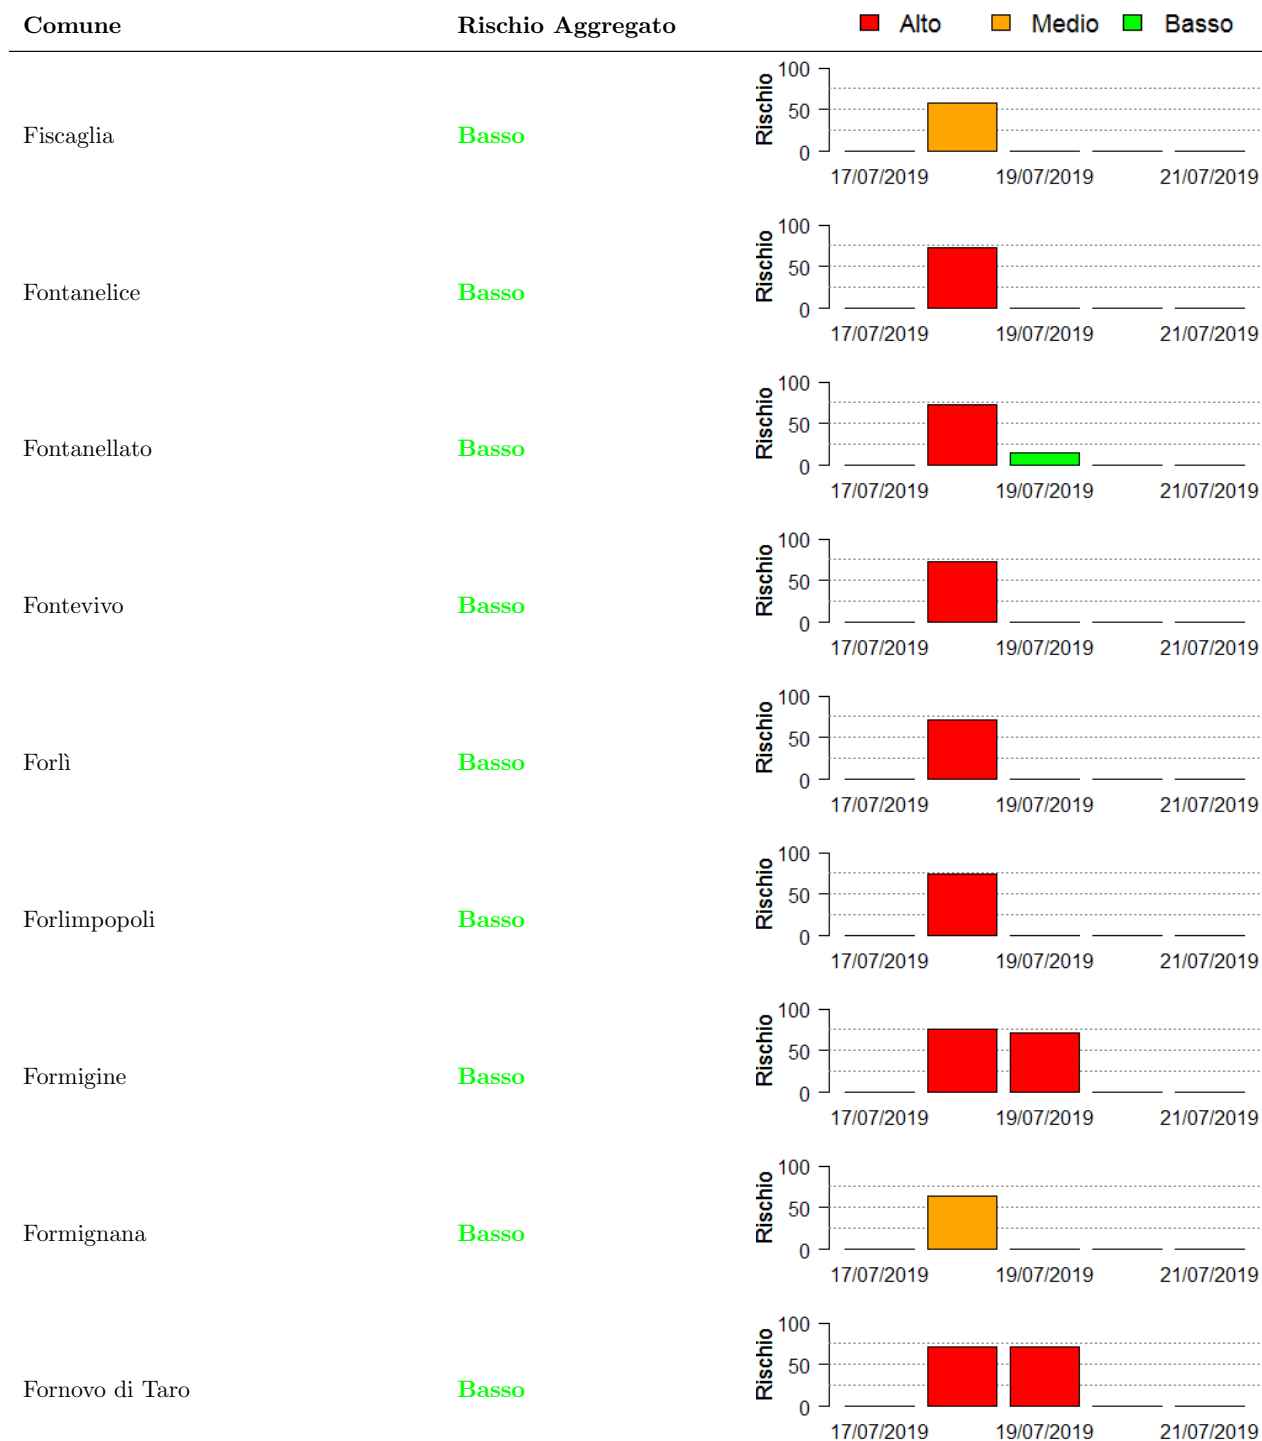 Comune Rischio Aggregato Alto Medio Basso
Fiscaglia Basso
Rischio
100
50
0
17/07/2019 19/07/2019 21/07/2019
Fontanelice Basso
Rischio
100
50
0
17/07/2019 19/07/2019 21/07/2019
Fontanellato Basso
Rischio
100
50
0
17/07/2019 19/07/2019 21/07/2019
Fontevivo Basso
Rischio
100
50
0
17/07/2019 19/07/2019 21/07/2019
Forlì Basso
Rischio
100
50
0
17/07/2019 19/07/2019 21/07/2019
Forlimpopoli Basso
Rischio
100
50
0
17/07/2019 19/07/2019 21/07/2019
Formigine Basso
Rischio
100
50
0
17/07/2019 19/07/2019 21/07/2019
Formignana Basso
Rischio
100
50
0
17/07/2019 19/07/2019 21/07/2019
Fornovo di Taro Basso
Rischio
100
50
0
17/07/2019 19/07/2019 21/07/2019